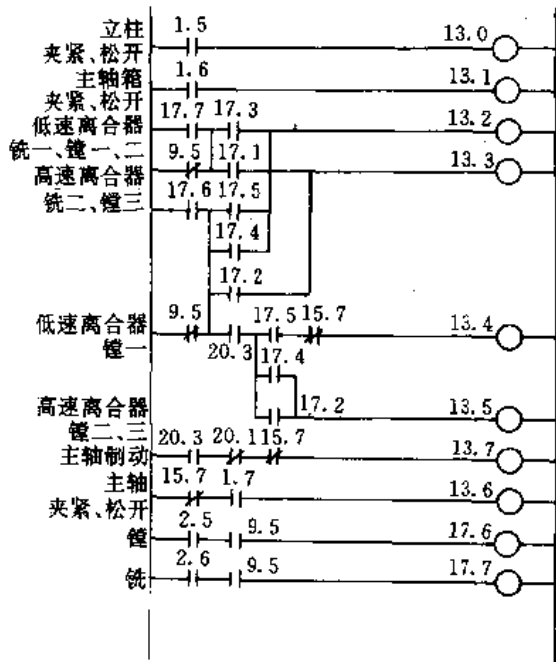 立柱 1.5 13.0
夹紧、松开
主轴箱 1.6 13.1
夹紧、松开
低速离合器 17.7 17.3 13.2
铣一、镗一、二 9.5 17.1 13.3
高速离合器
铣二、镗三 17.6 17.5
17.4
17.2
低速离合器 9.5 17.5 15.7 13.4
镗一 20.3
17.4
高速离合器 17.2 13.5
镗二、三
主轴制动 20.3 20.1 15.7 13.7
主轴 15.7 1.7 13.6
夹紧、松开
镗 2.5 9.5 17.6
铣 2.6 9.5 17.7